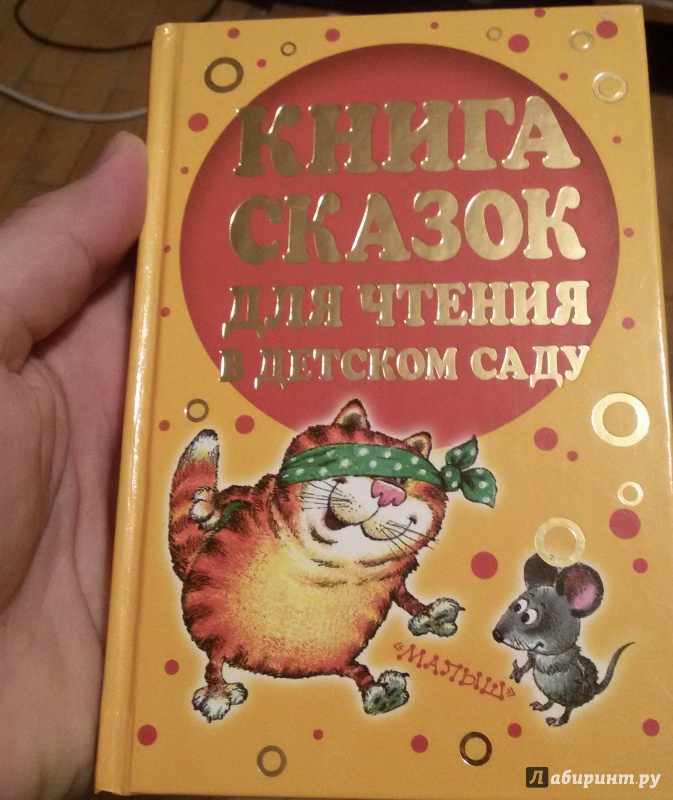 КНИГА
СКАЗОК
ДЛЯ ЧТЕНИЯ
В ДЕТСКОМ САДУ
«МАЛЫШ»
Лабиринт.ру